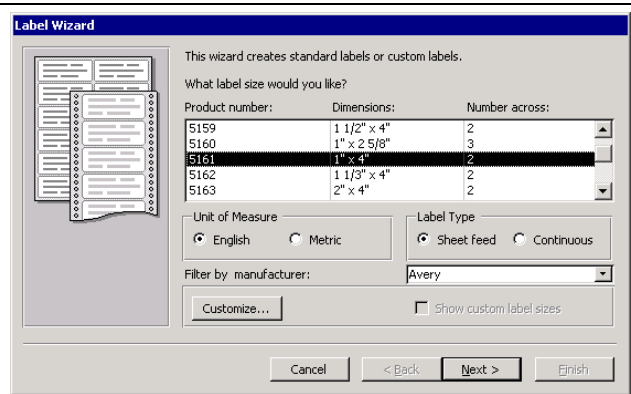 Label Wizard
This wizard creates standard labels or custom labels.
What label size would you like?
Product number: Dimensions: Number across:
5159 1 1/2" x 4" 2
5160 1" x 2 5/8" 3
5161 1" x 4" 2
5162 1 1/3" x 4" 2
5163 2" x 4" 2
Unit of Measure Label Type
English Metric Sheet feed Continuous
Filter by manufacturer: Avery
Customize... Show custom label sizes
Cancel < Back Next > Finish